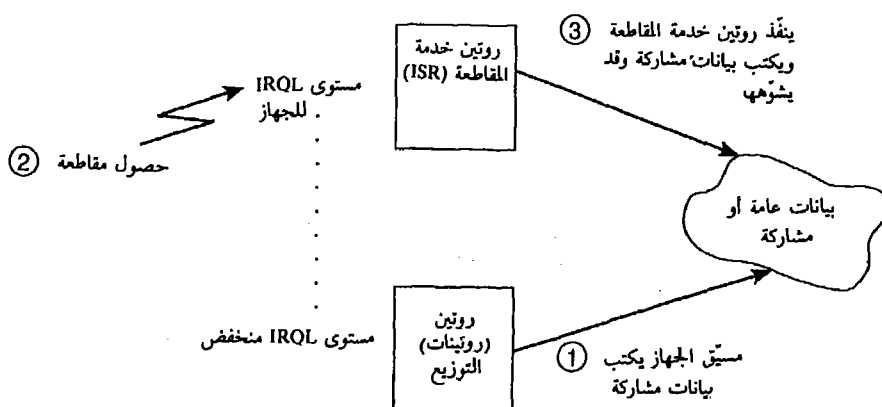 ③ ينفّذ روتين خدمة المقاطعة
ويكتب بيانات مشاركة وقد
يشوّهها
روتين خدمة
المقاطعة (ISR)
مستوى IRQL
للجهاز
② حصول مقاطعة
بيانات عامة أو
مشاركة
مستوى IRQL منخفض
روتين
(روتينات)
التوزيع
① مسيّق الجهاز يكتب
بيانات مشاركة